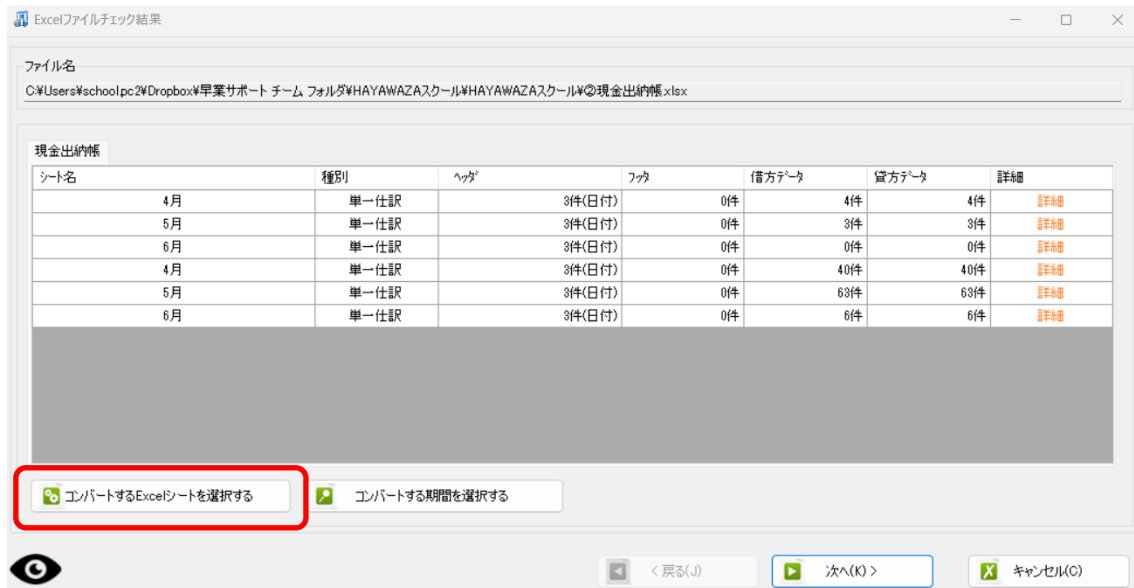 Excelファイルチェック結果
ファイル名
C:¥Users¥school.pc2¥Dropbox¥早業サポート チーム フォルダ¥HAYAWAZAスクール¥HAYAWAZAスクール¥②現金出納帳.xlsx
現金出納帳
シート名 種別 ヘッダ フッタ 借方データ 貸方データ 詳細
4月 単一仕訳 3件(日付) 0件 4件 4件 詳細
5月 単一仕訳 3件(日付) 0件 3件 3件 詳細
6月 単一仕訳 3件(日付) 0件 0件 0件 詳細
4月 単一仕訳 3件(日付) 0件 40件 40件 詳細
5月 単一仕訳 3件(日付) 0件 63件 63件 詳細
6月 単一仕訳 3件(日付) 0件 6件 6件 詳細
コンバートするExcelシートを選択する コンバートする期間を選択する
< 戻る(J) 次へ(K) > キャンセル(C)